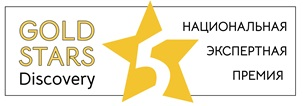 GOLD
STARS
Discovery
5
НАЦИОНАЛЬНАЯ
ЭКСПЕРТНАЯ
ПРЕМИЯ